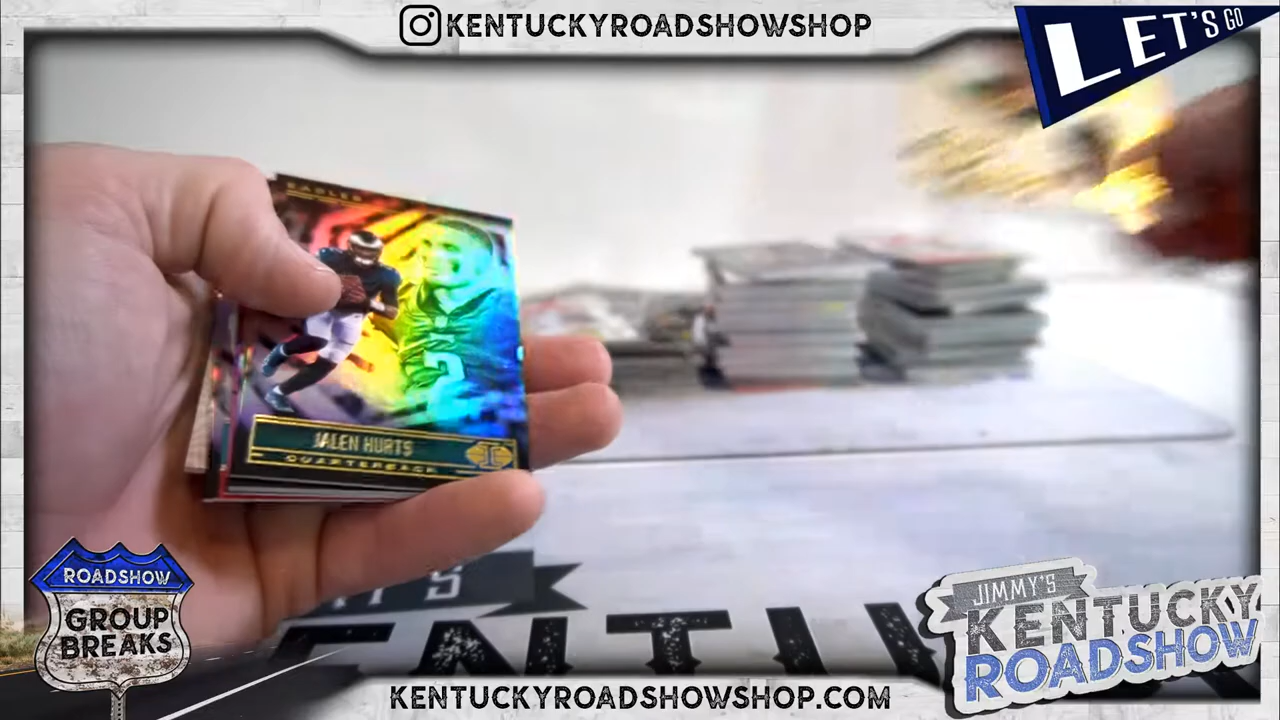 KENTUCKYROADSHOWSHOP
LET'S GO
EAGLES
JALEN HURTS
QUARTERBACK
ROADSHOW
GROUP
BREAKS
JIMMY'S
KENTUCKY
ROADSHOW
KENTUCKYROADSHOWSHOP.COM